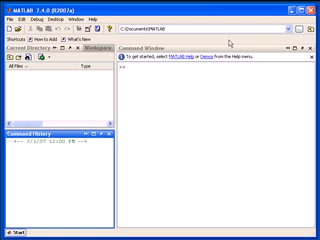 MATLAB 7.4.0 (R2007a)
File Edit Debug Desktop Window Help
C:\Documents\MATLAB
Shortcuts How to Add What's New
Current Directory Workspace
All Files Type
Command Window
To get started, select MATLAB Help or Demos from the Help menu.
>>
Command History
--- 3/1/07 12:00 PM --
Start